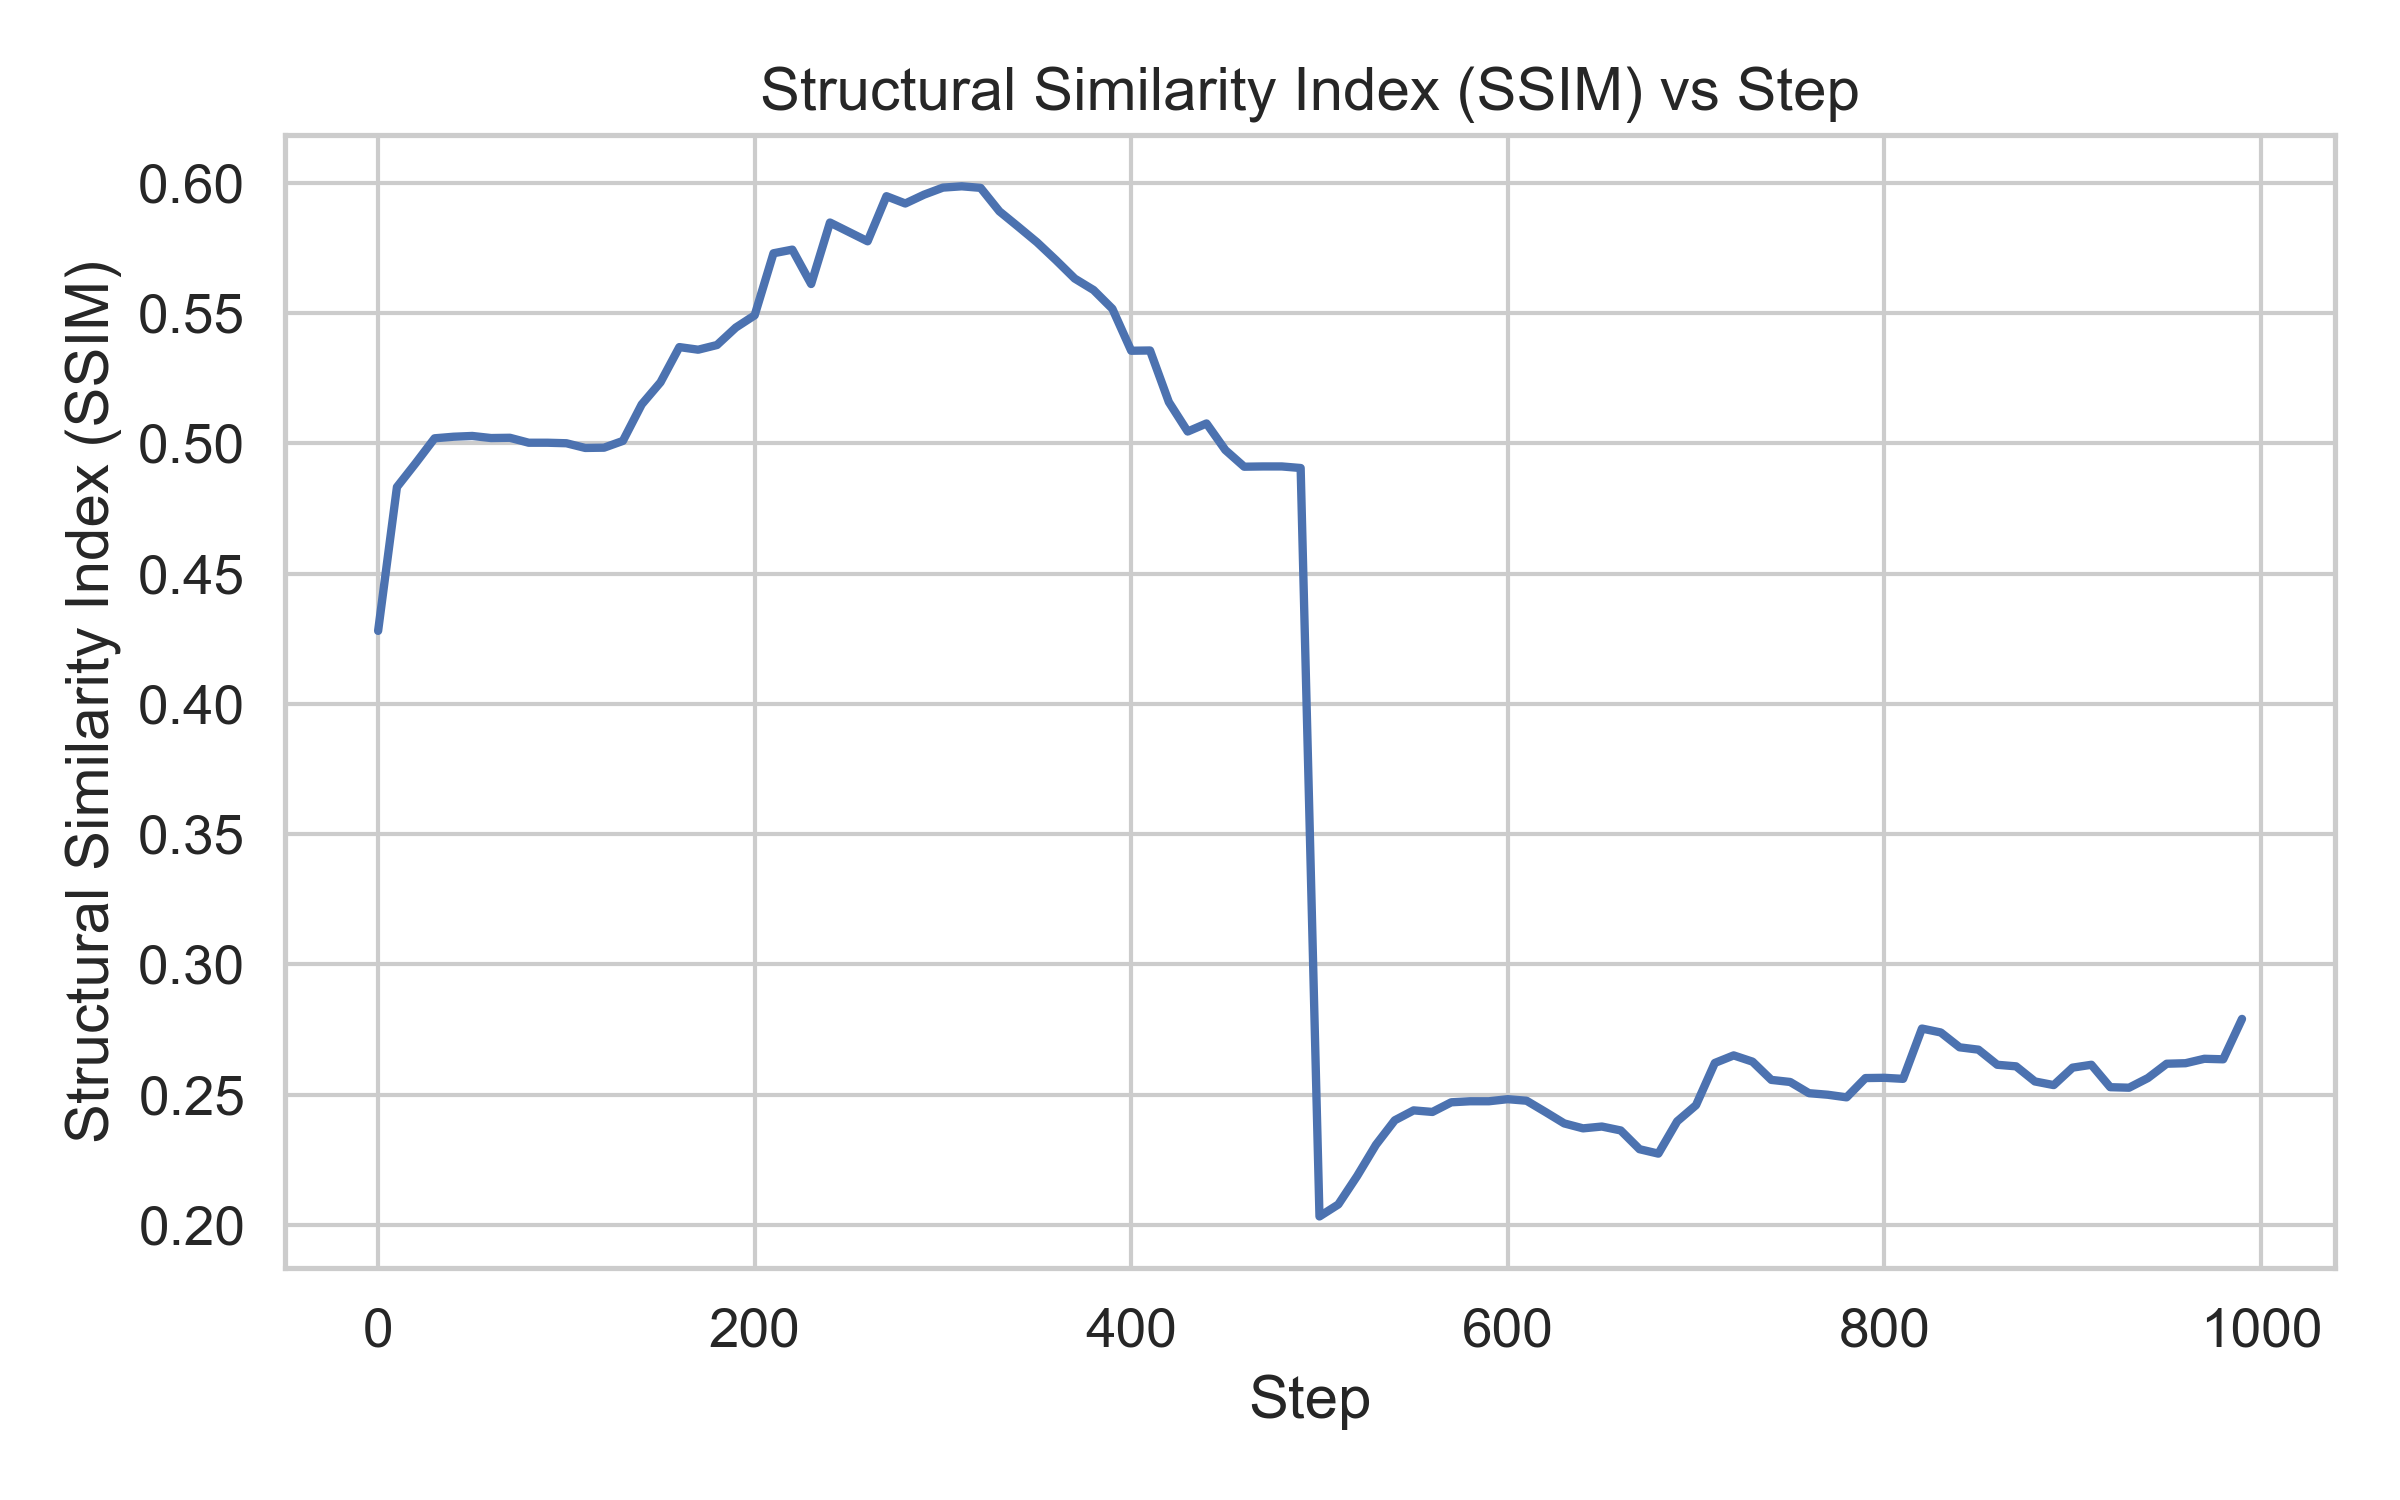 Structural Similarity Index (SSIM) vs Step
Structural Similarity Index (SSIM)
0.60
0.55
0.50
0.45
0.40
0.35
0.30
0.25
0.20
0 200 400 600 800 1000
Step